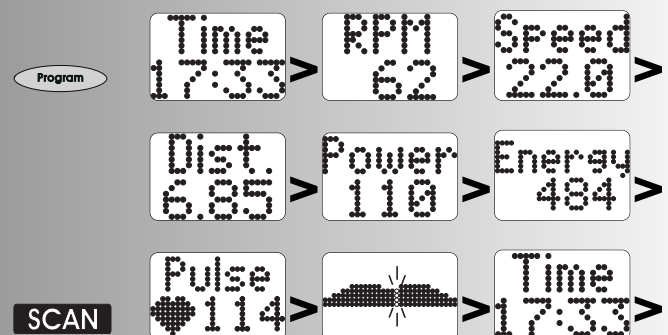 Program
Time
17:33
>
RPM
62
>
Speed
22.0
>
Dist.
6.85
>
Power
110
>
Energy
484
>
SCAN
Pulse
114
>
>
Time
17:33
>